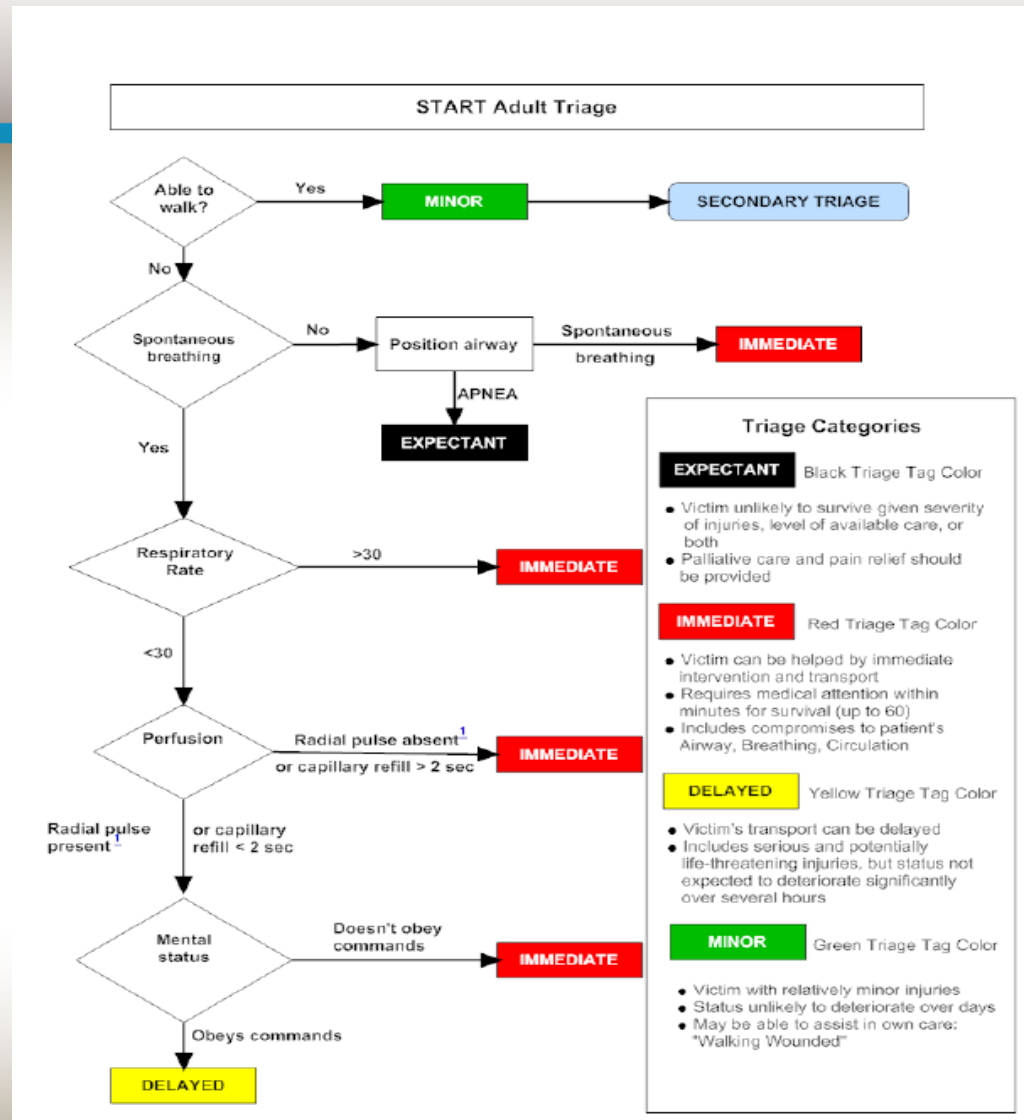 START Adult Triage
Able to
walk?
Yes
MINOR
SECONDARY TRIAGE
No
Spontaneous
breathing
No
Position airway
Spontaneous
breathing
IMMEDIATE
APNEA
EXPECTANT
Yes
Respiratory
Rate
>30
IMMEDIATE
<30
Perfusion
Radial pulse absent1
or capillary refill > 2 sec
IMMEDIATE
Radial pulse
present1
or capillary
refill < 2 sec
Mental
status
Doesn't obey
commands
IMMEDIATE
Obeys commands
DELAYED
Triage Categories
EXPECTANT Black Triage Tag Color
• Victim unlikely to survive given severity
of injuries, level of available care, or
both
• Palliative care and pain relief should
be provided
IMMEDIATE Red Triage Tag Color
• Victim can be helped by immediate
intervention and transport
• Requires medical attention within
minutes for survival (up to 60)
• Includes compromises to patient's
Airway, Breathing, Circulation
DELAYED Yellow Triage Tag Color
• Victim's transport can be delayed
• Includes serious and potentially
life-threatening injuries, but status not
expected to deteriorate significantly
over several hours
MINOR Green Triage Tag Color
• Victim with relatively minor injuries
• Status unlikely to deteriorate over days
• May be able to assist in own care:
"Walking Wounded"